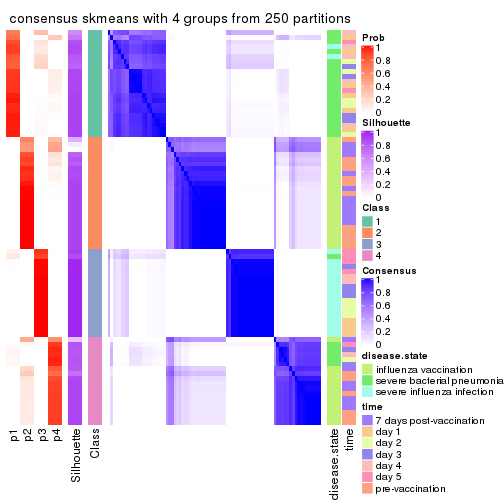 consensus skmeans with 4 groups from 250 partitions
Prob
1
0.8
0.6
0.4
0.2
0
Silhouette
1
0.8
0.6
0.4
0.2
0
Class
1
2
3
4
Consensus
1
0.8
0.6
0.4
0.2
0
disease.state
influenza vaccination
severe bacterial pneumonia
severe influenza infection
time
7 days post-vaccination
day 1
day 2
day 3
day 4
day 5
pre-vaccination
p1
p2
p3
p4
Silhouette
Class
disease.state
time